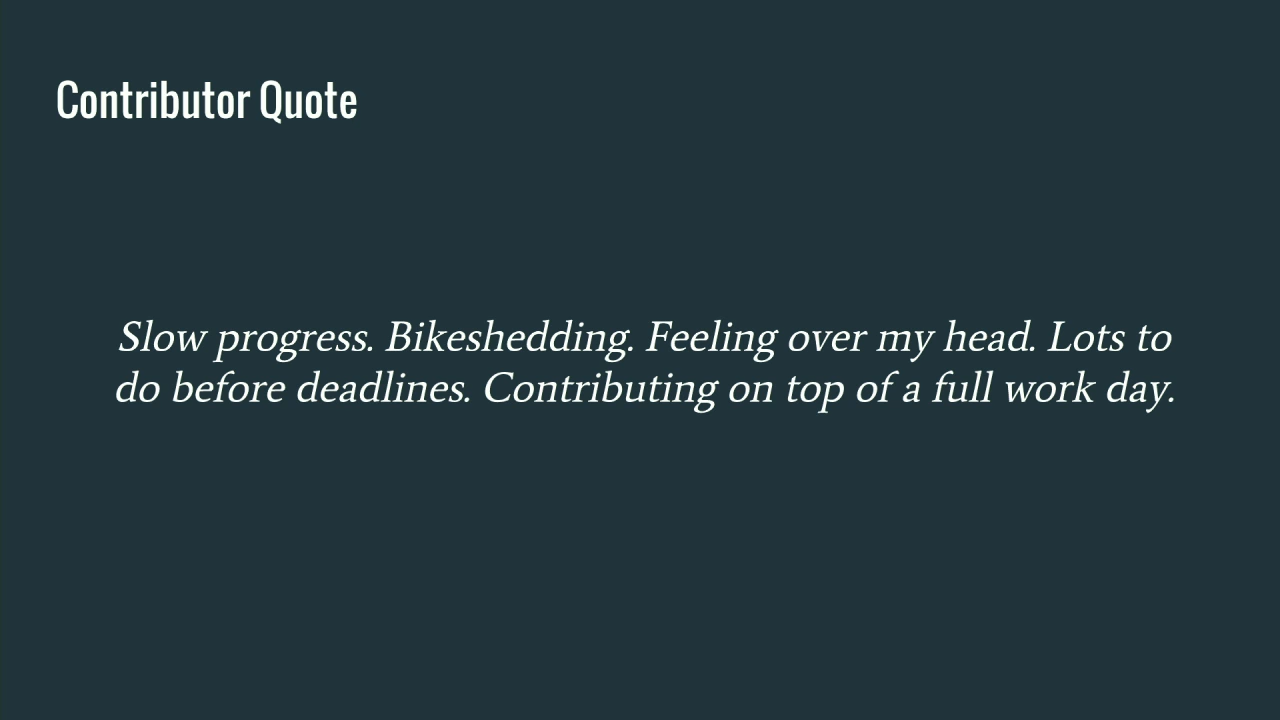 Contributor Quote
Slow progress. Bikeshedding. Feeling over my head. Lots to
do before deadlines. Contributing on top of a full work day.